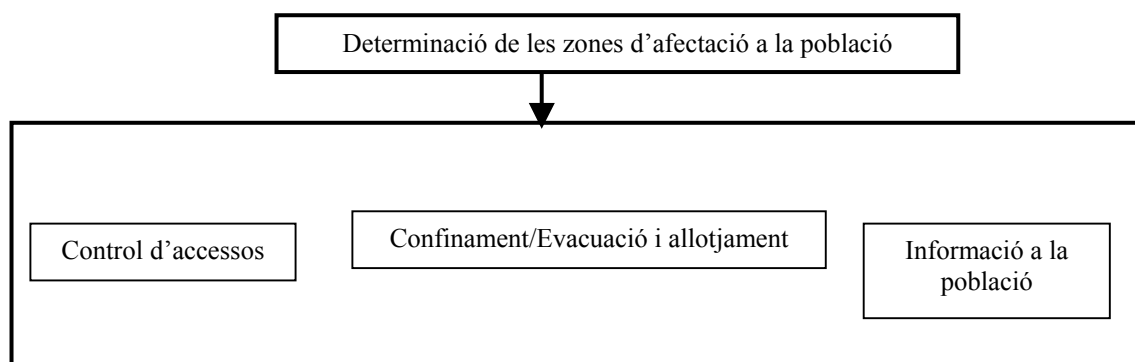 Determinació de les zones d’afectació a la població
Control d’accessos
Confinament/Evacuació i allotjament
Informació a la
població